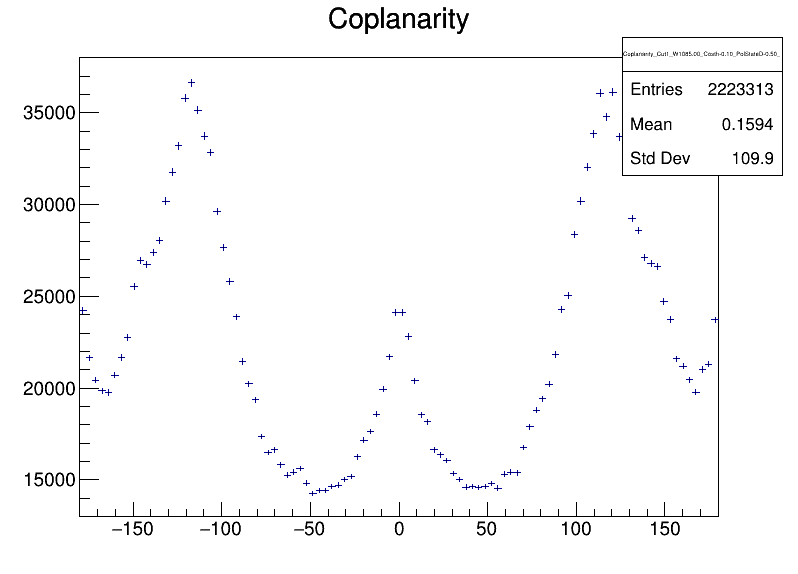 Coplanarity
Coplanarity_Cut1_W1085.00_Costh-0.10_PolStateD-0.50_
Entries 2223313
Mean 0.1594
Std Dev 109.9
35000
30000
25000
20000
15000
−150 −100 −50 0 50 100 150